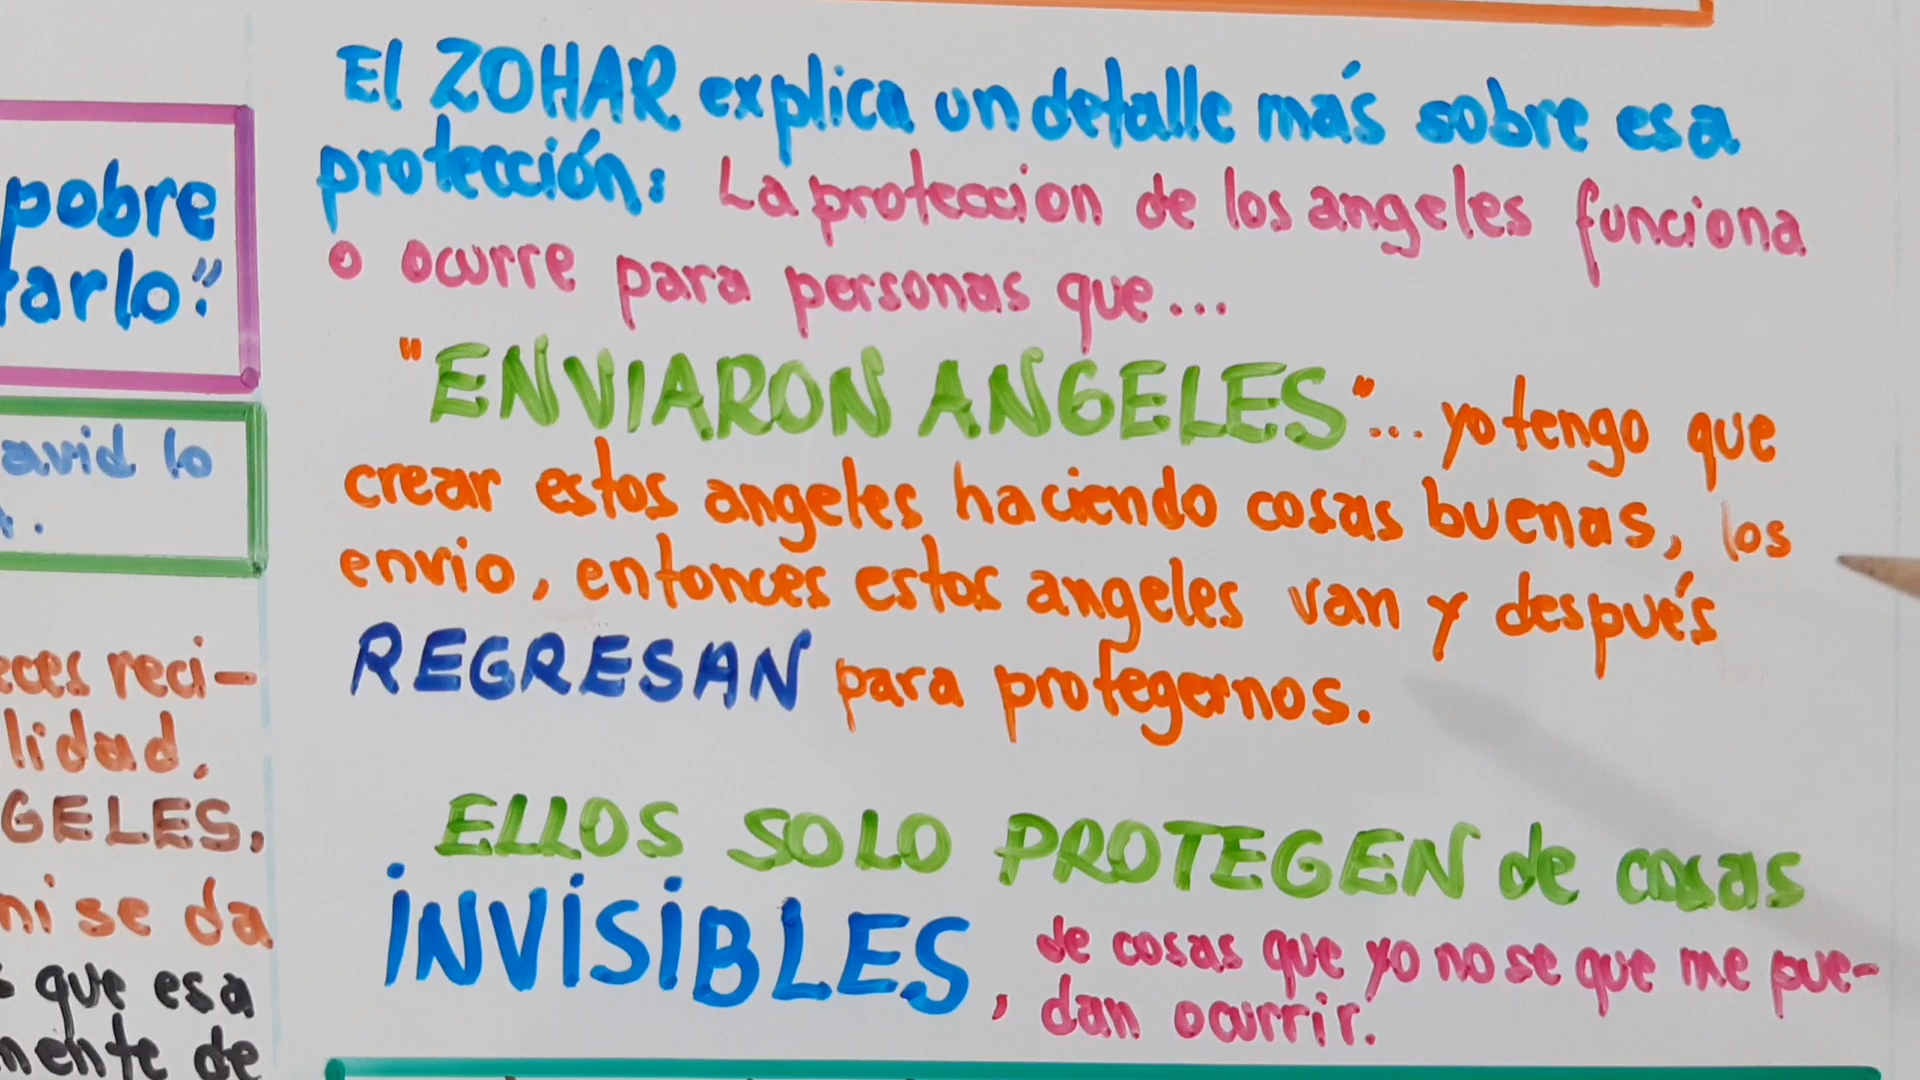 pobre
tarlo".
avid lo
eces reci-
lidad,
GELES,
mi se da
que esa
mente de
El ZOHAR explica un detalle más sobre esa
protección: La proteccion de los angeles funciona
o ocurre para personas que...
"ENVIARON ANGELES"... yo tengo que
crear estos angeles haciendo cosas buenas, los
envio, entonces estos angeles van y después
REGRESAN para protegernos.
ELLOS SOLO PROTEGEN de cosas
iNViSiBLES, de cosas que yo no se que me pue-
dan ocurrir.